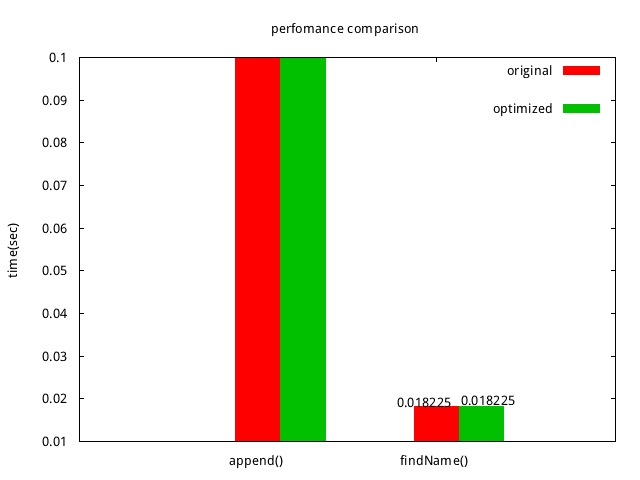 perfomance comparison
original
optimized
time(sec)
0.1
0.09
0.08
0.07
0.06
0.05
0.04
0.03
0.02
0.01
0.018225 0.018225
append() findName()